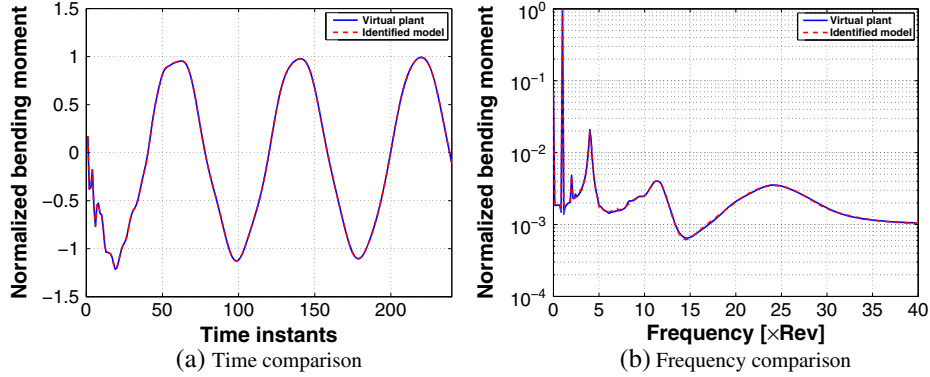 Normalized bending moment
1.5
1
0.5
0
−0.5
−1
−1.5
0
50
100
150
200
Time instants
Virtual plant
Identified model
(a) Time comparison
Normalized bending moment
10^0
10^−1
10^−2
10^−3
10^−4
0
5
10
15
20
25
30
35
40
Frequency [×Rev]
Virtual plant
Identified model
(b) Frequency comparison